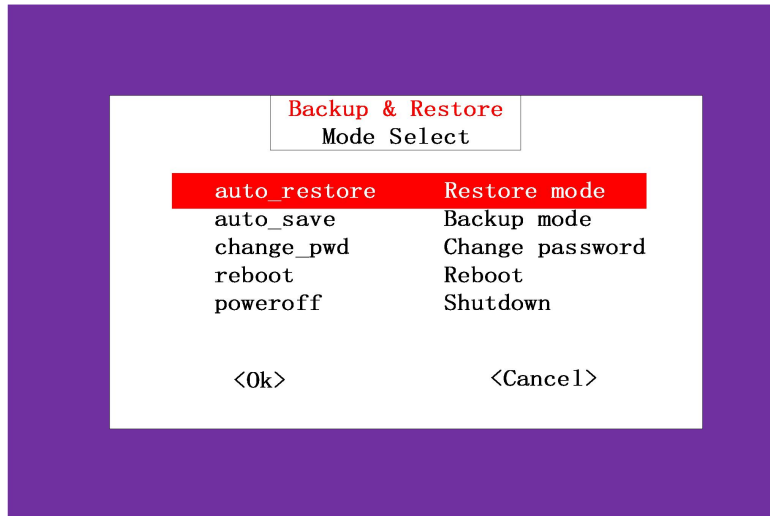 Backup & Restore
Mode Select
auto_restore Restore mode
auto_save Backup mode
change_pwd Change password
reboot Reboot
poweroff Shutdown
<Ok> <Cancel>